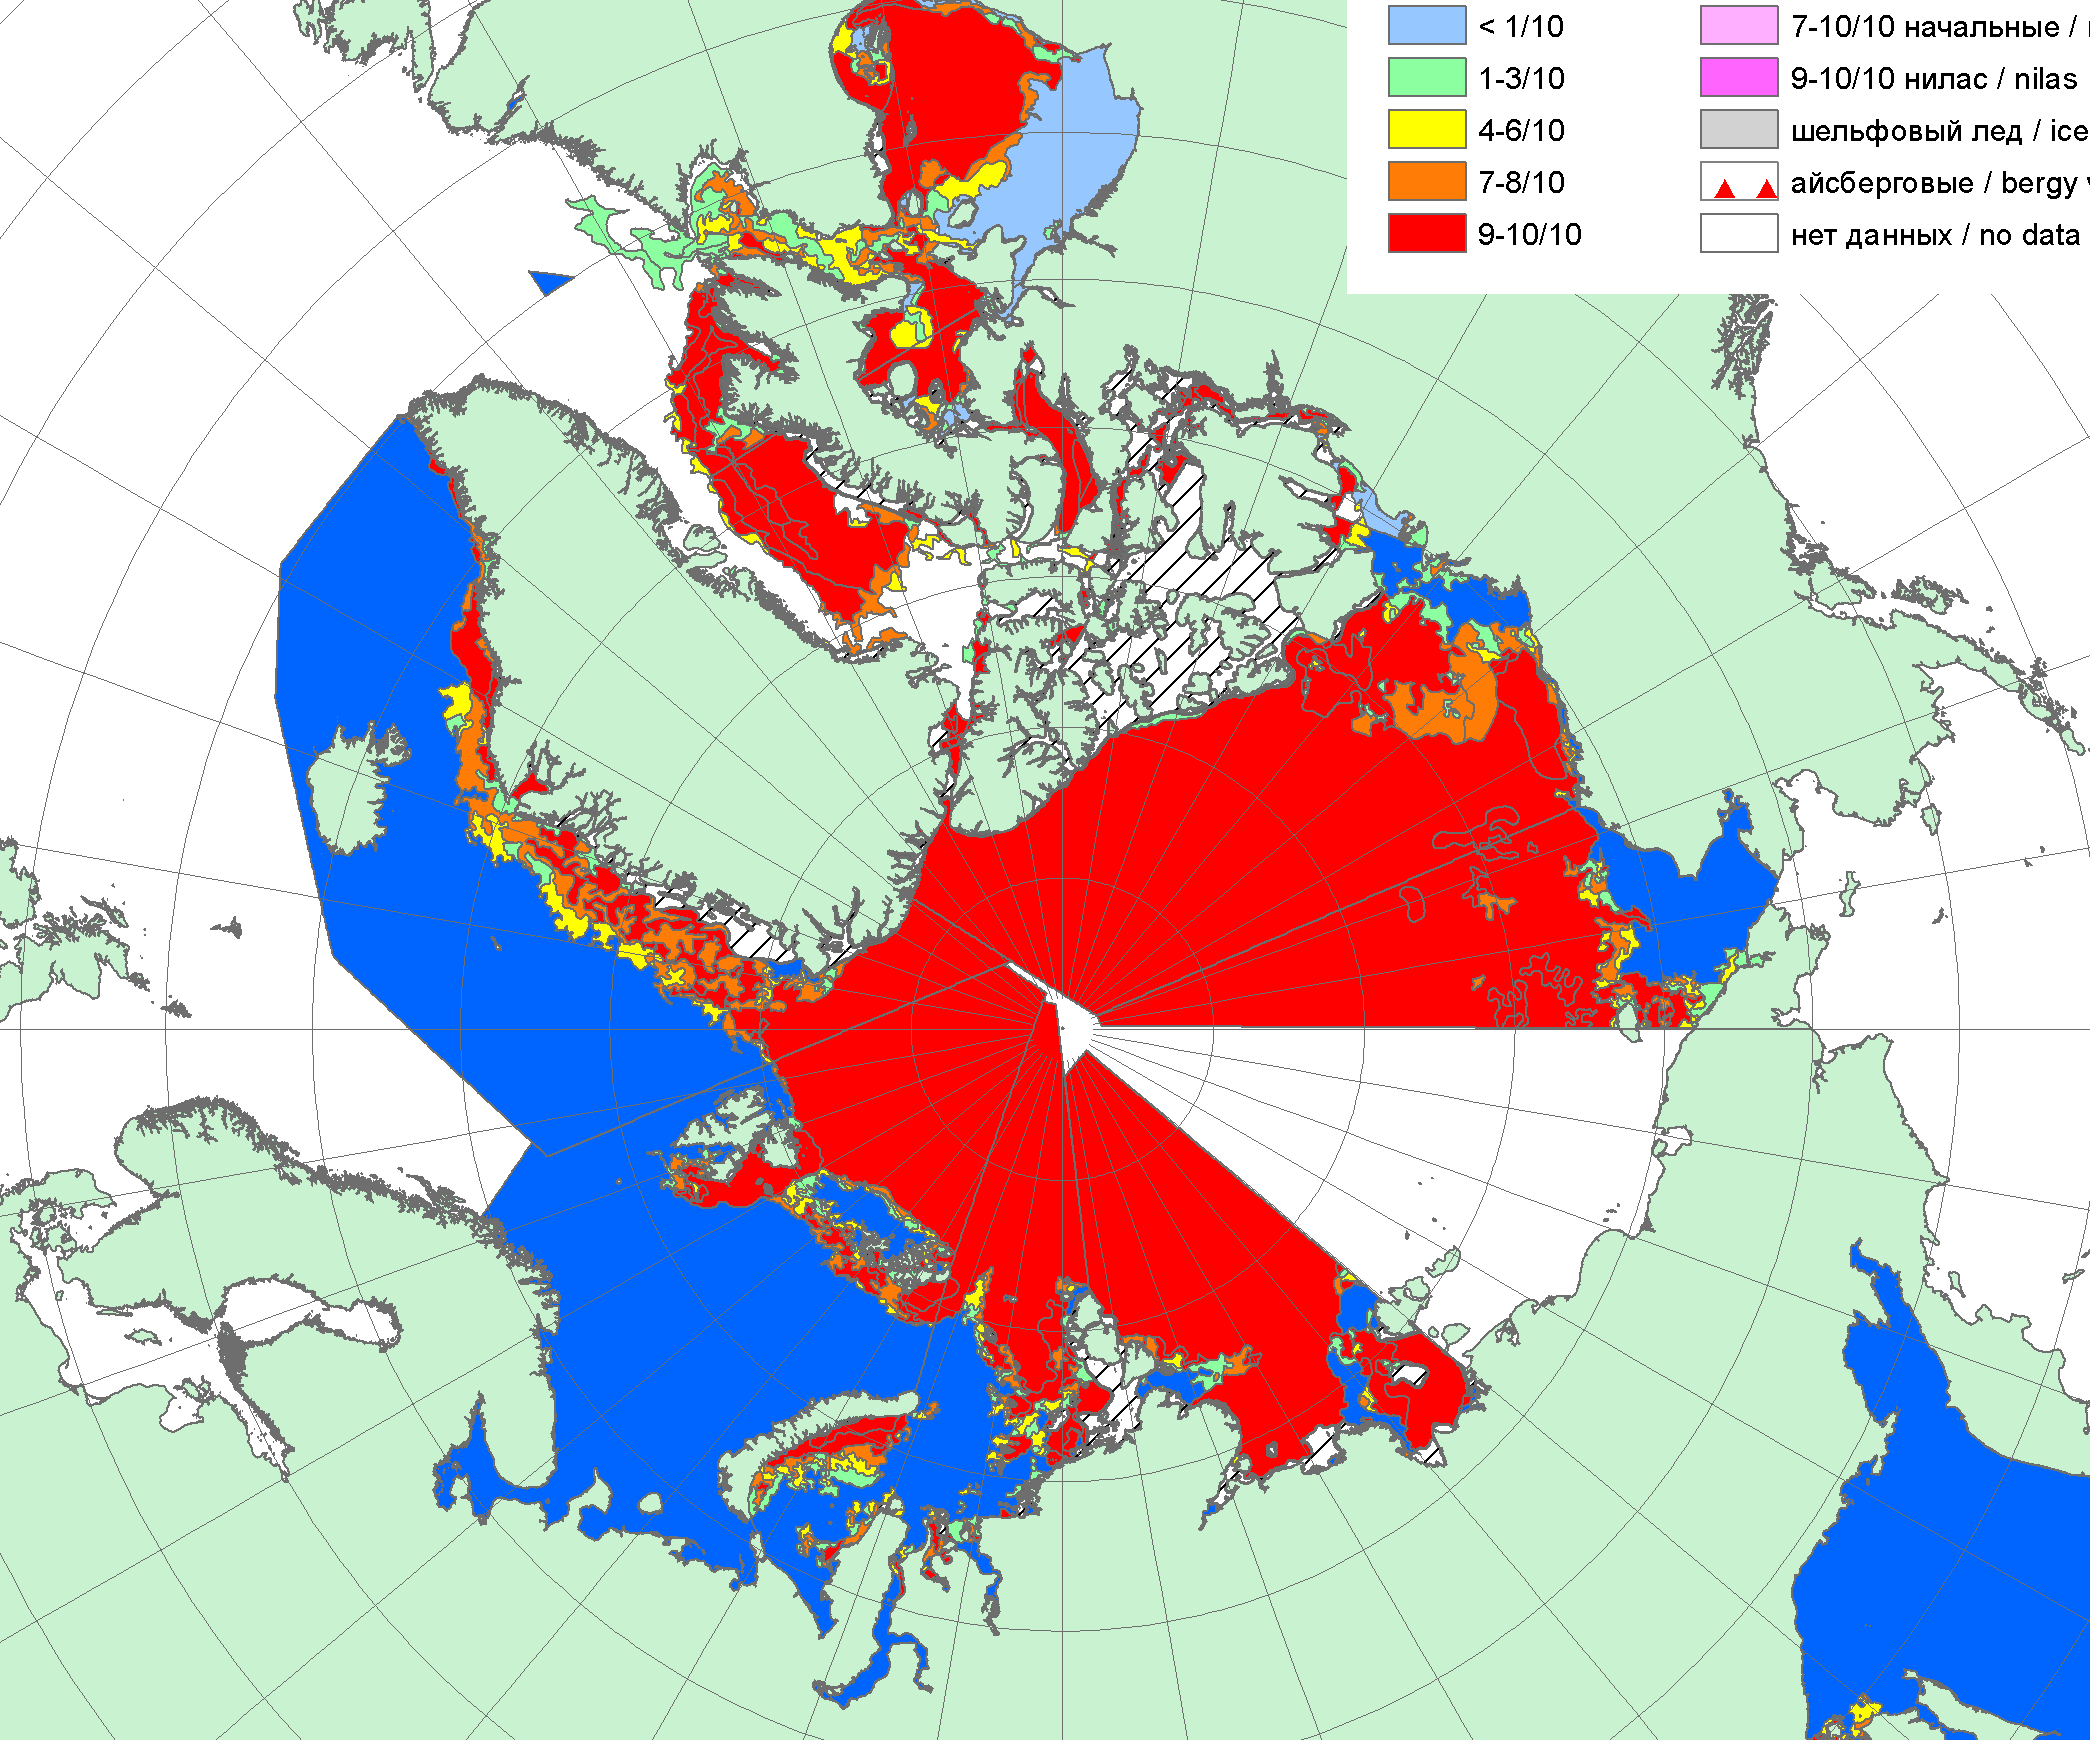 < 1/10
1-3/10
4-6/10
7-8/10
9-10/10
7-10/10 начальные /
9-10/10 нилас / nilas
шельфовый лед / ice
айсберговые / bergy
нет данных / no data